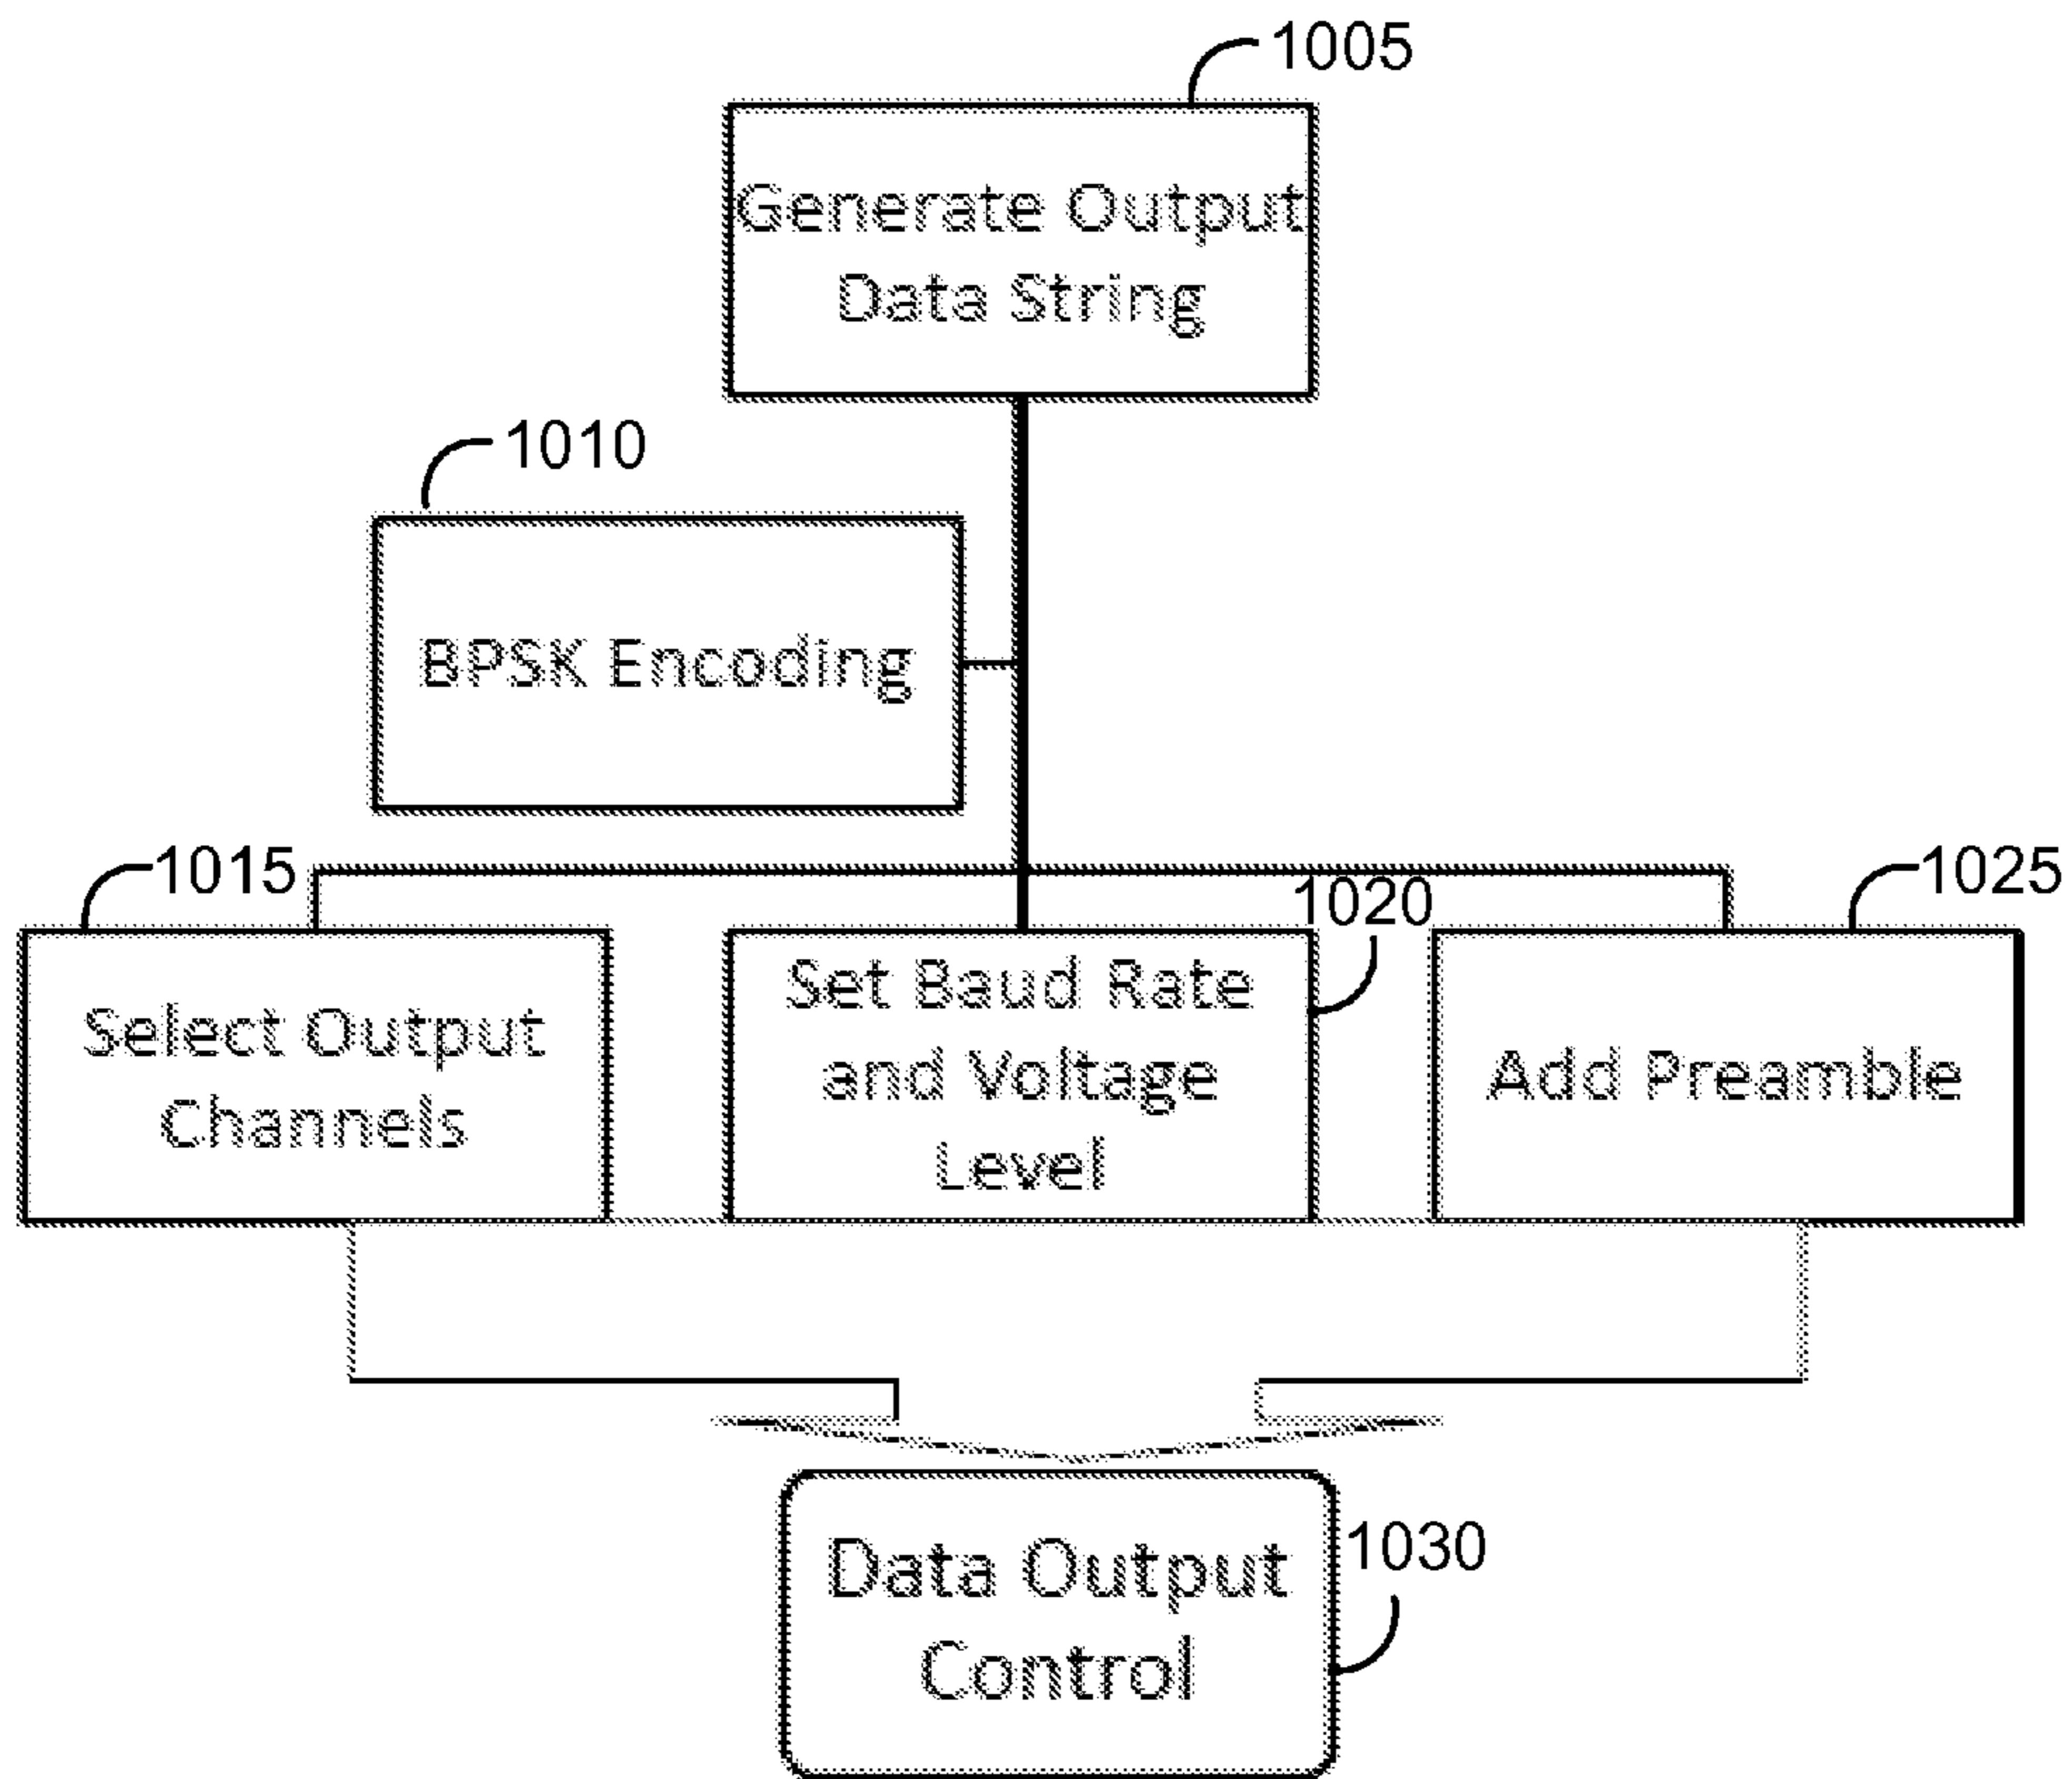 1005
Generate Output
Data String
1010
BPSK Encoding
1015
1020
1025
Select Output
Channels
Set Baud Rate
and Voltage
Level
Add Preamble
Data Output
Control
1030